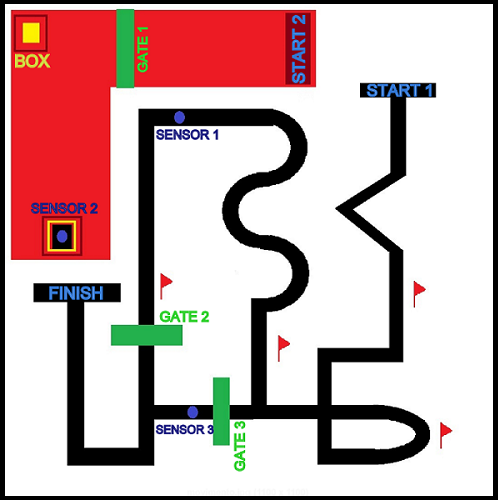 GATE 1
START 2
BOX
START 1
SENSOR 1
SENSOR 2
FINISH
GATE 2
SENSOR 3
GATE 3